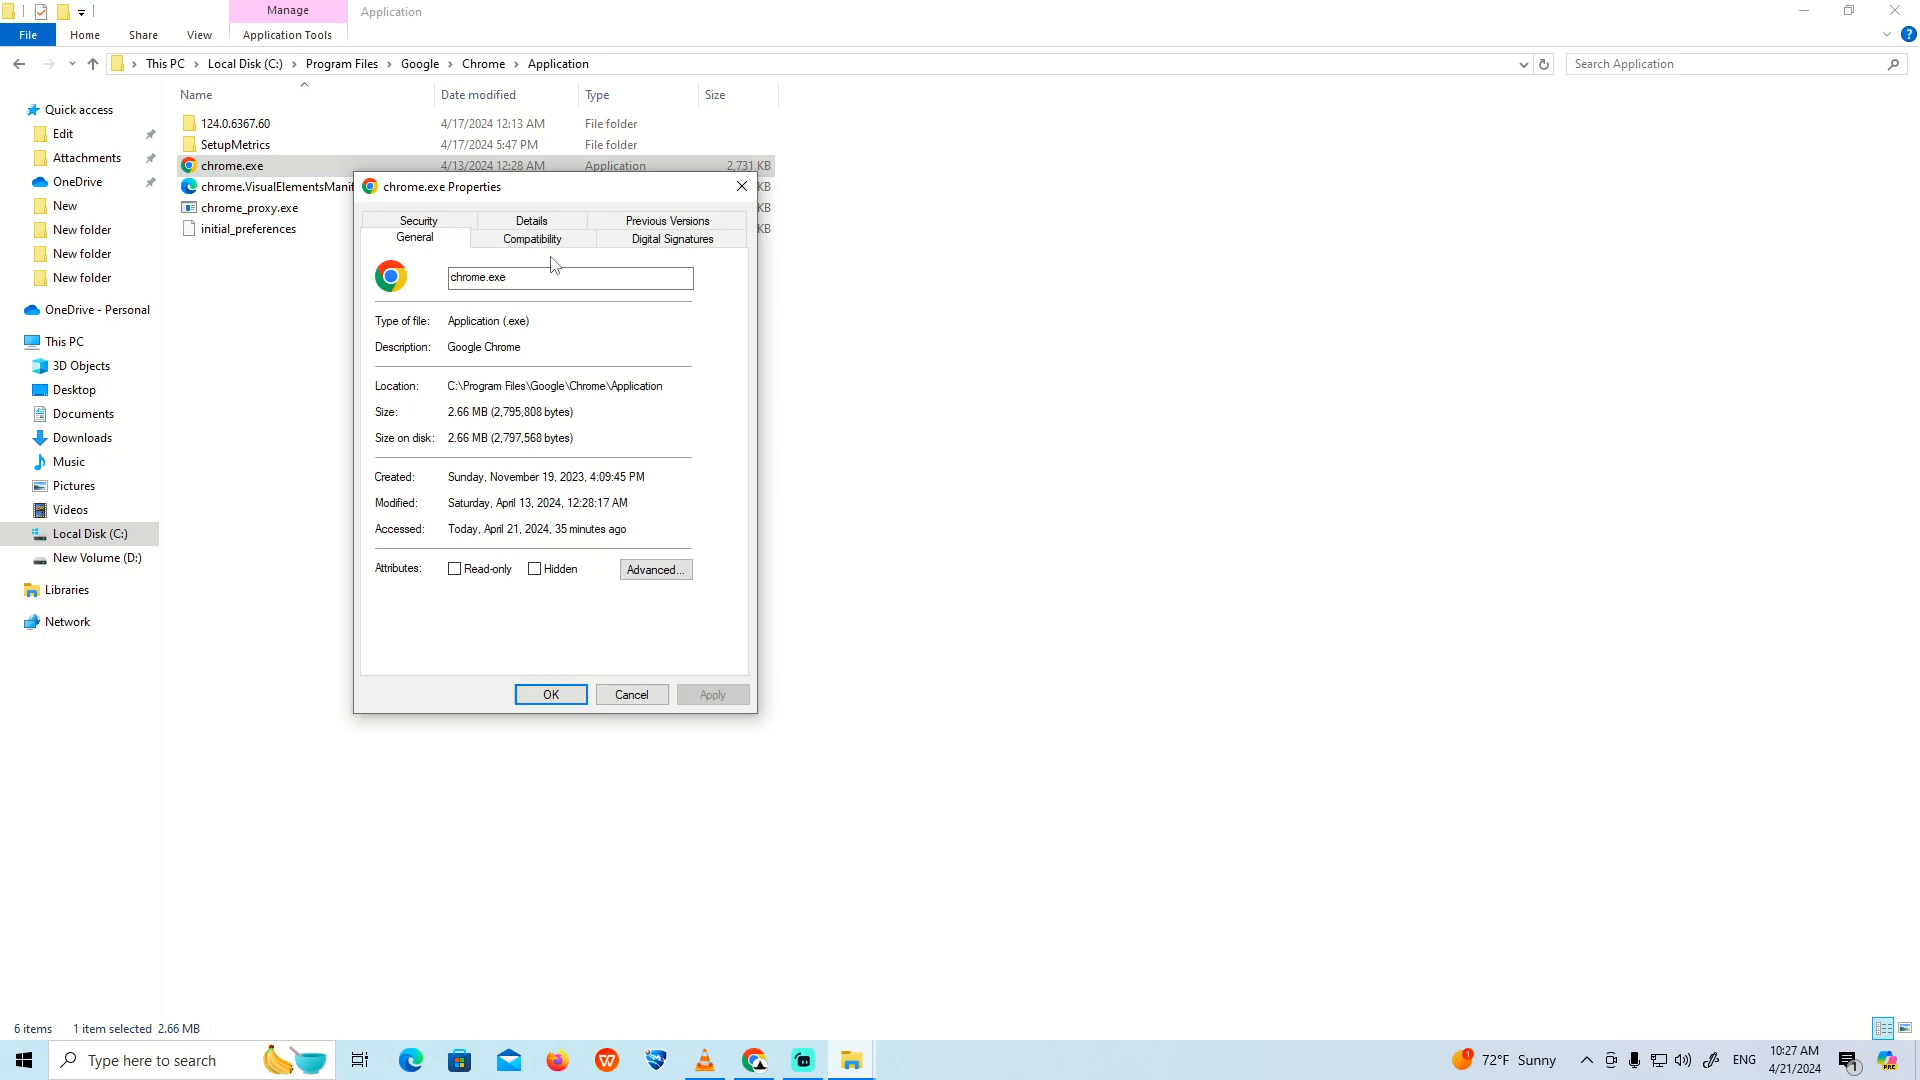 Manage
Application
File
Home
Share
View
Application Tools
This PC
Local Disk (C:)
Program Files
Google
Chrome
Application
Search Application
Name
Date modified
Type
Size
124.0.6367.60
4/17/2024 12:13 AM
File folder
SetupMetrics
4/17/2024 5:47 PM
File folder
chrome.exe
4/13/2024 12:28 AM
Application
2,731 KB
chrome.VisualElementsManif
KB
chrome_proxy.exe
KB
initial_preferences
KB
Quick access
Edit
Attachments
OneDrive
New
New folder
New folder
New folder
OneDrive - Personal
This PC
3D Objects
Desktop
Documents
Downloads
Music
Pictures
Videos
Local Disk (C:)
New Volume (D:)
Libraries
Network
chrome.exe Properties
Security
Details
Previous Versions
General
Compatibility
Digital Signatures
chrome.exe
Type of file: Application (.exe)
Description: Google Chrome
Location: C:\Program Files\Google\Chrome\Application
Size: 2.66 MB (2,795,808 bytes)
Size on disk: 2.66 MB (2,797,568 bytes)
Created: Sunday, November 19, 2023, 4:09:45 PM
Modified: Saturday, April 13, 2024, 12:28:17 AM
Accessed: Today, April 21, 2024, 35 minutes ago
Attributes: Read-only Hidden Advanced...
OK
Cancel
Apply
6 items 1 item selected 2.66 MB
Type here to search
72°F Sunny
ENG
10:27 AM
4/21/2024